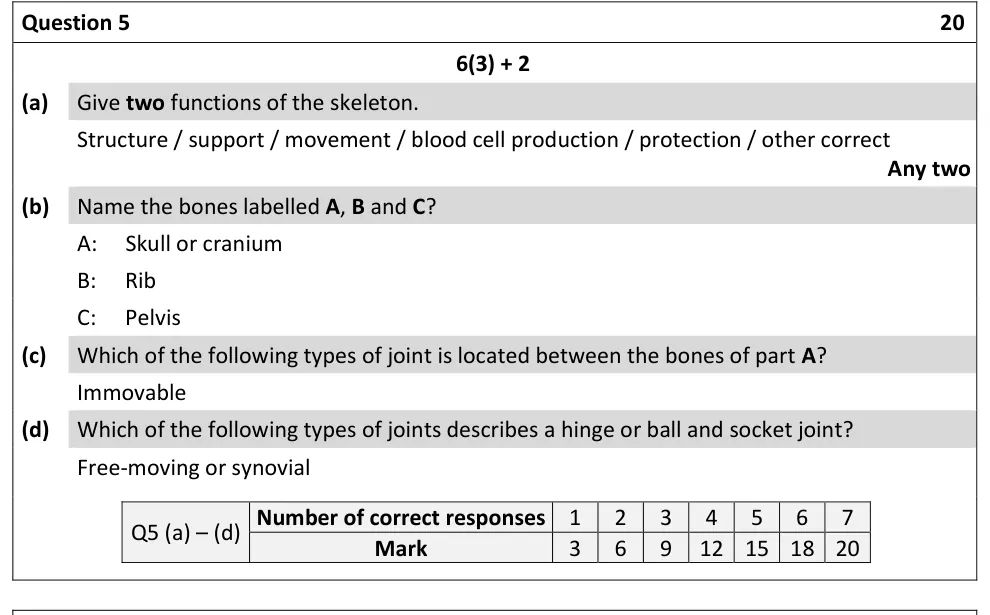 Question 5 20
6(3) + 2
(a) Give two functions of the skeleton.
Structure / support / movement / blood cell production / protection / other correct
Any two
(b) Name the bones labelled A, B and C?
A: Skull or cranium
B: Rib
C: Pelvis
(c) Which of the following types of joint is located between the bones of part A?
Immovable
(d) Which of the following types of joints describes a hinge or ball and socket joint?
Free-moving or synovial
Q5 (a) – (d) Number of correct responses 1 2 3 4 5 6 7
Mark 3 6 9 12 15 18 20